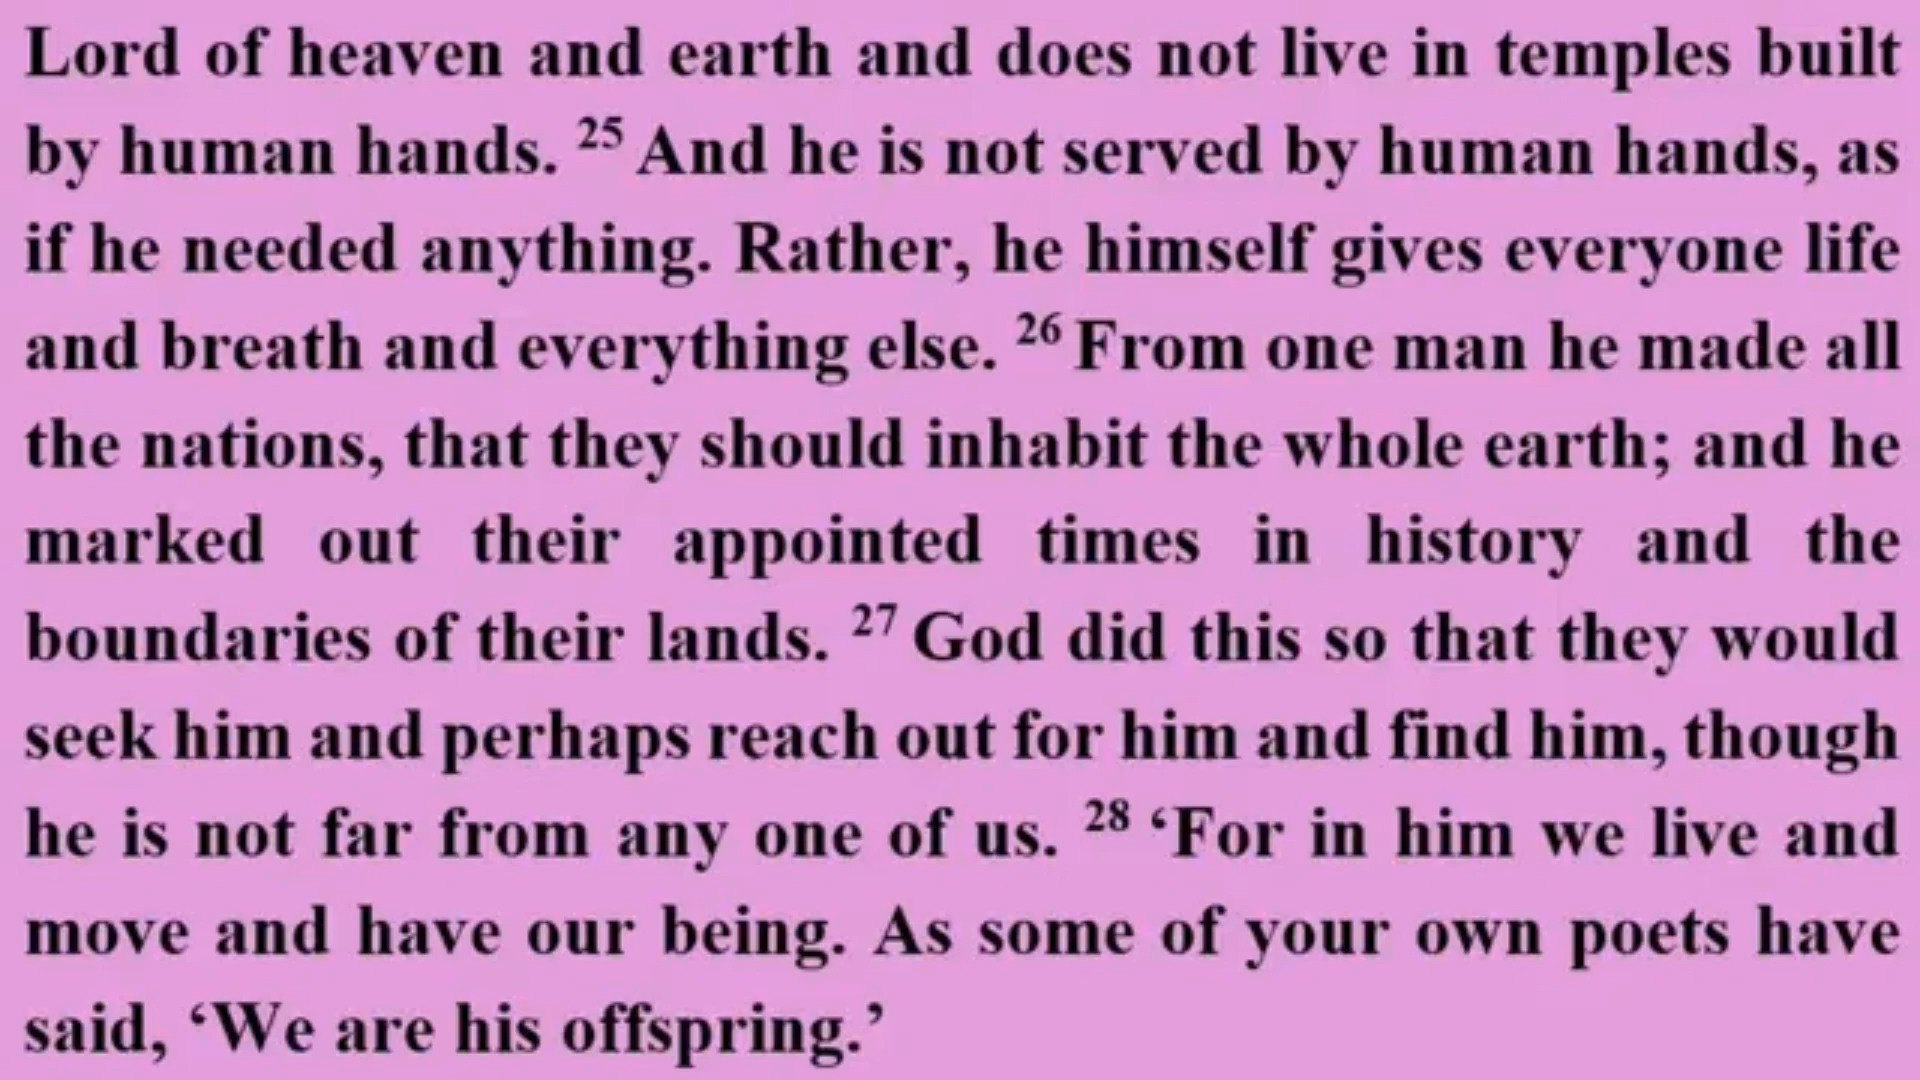 Lord of heaven and earth and does not live in temples built
by human hands. 25 And he is not served by human hands, as
if he needed anything. Rather, he himself gives everyone life
and breath and everything else. 26 From one man he made all
the nations, that they should inhabit the whole earth; and he
marked out their appointed times in history and the
boundaries of their lands. 27 God did this so that they would
seek him and perhaps reach out for him and find him, though
he is not far from any one of us. 28 ‘For in him we live and
move and have our being. As some of your own poets have
said, ‘We are his offspring.’